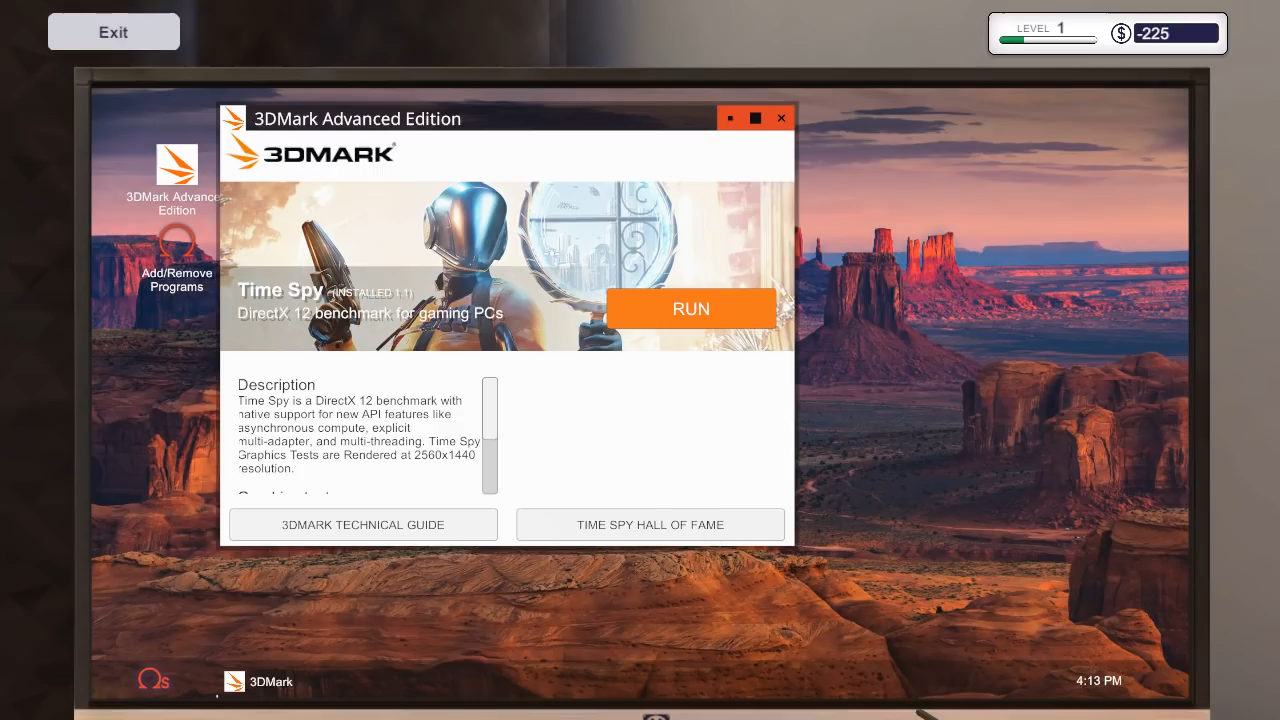 Exit
LEVEL 1
$ -225
3DMark Advanced Edition
3DMARK
3DMark Advance
Edition
Add/Remove
Programs
Time Spy (INSTALLED 1.1)
DirectX 12 benchmark for gaming PCs
RUN
Description
Time Spy is a DirectX 12 benchmark with
native support for new API features like
asynchronous compute, explicit
multi-adapter, and multi-threading. Time Spy
Graphics Tests are Rendered at 2560x1440
resolution.
3DMARK TECHNICAL GUIDE
TIME SPY HALL OF FAME
Ωs
3DMark
4:13 PM